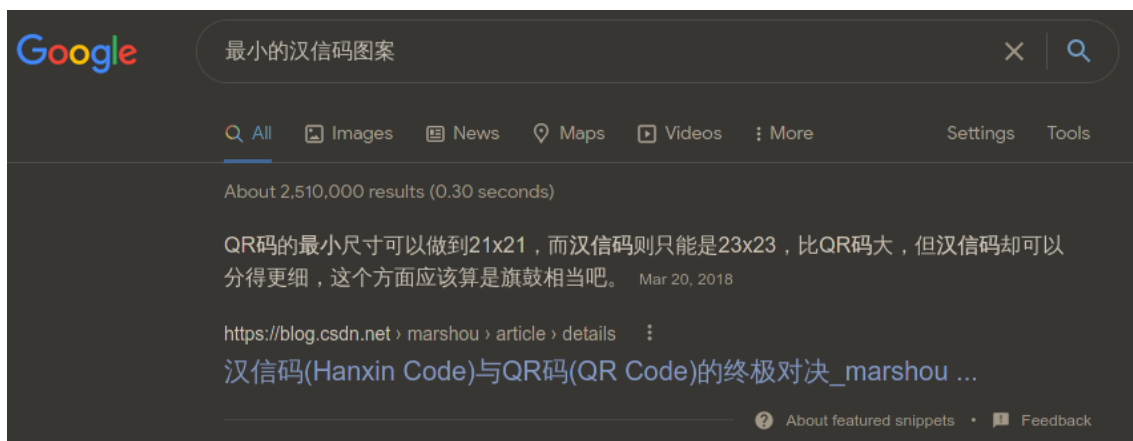 Google 最小的汉信码图案
All Images News Maps Videos More Settings Tools
About 2,510,000 results (0.30 seconds)
QR码的最小尺寸可以做到21x21，而汉信码则只能是23x23，比QR码大，但汉信码却可以
分得更细，这个方面应该算是旗鼓相当吧。 Mar 20, 2018
https://blog.csdn.net › marshou › article › details
汉信码(Hanxin Code)与QR码(QR Code)的终极对决_marshou ...
About featured snippets • Feedback